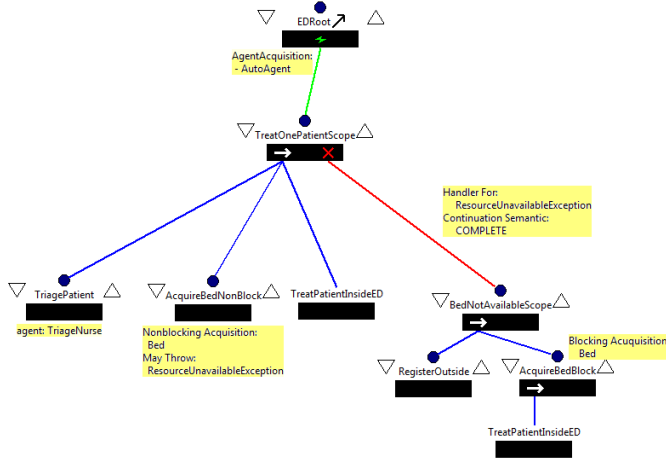 EDRoot
AgentAcquisition:
- AutoAgent
TreatOnePatientScope
Handler For:
ResourceUnavailableException
Continuation Semantic:
COMPLETE
TriagePatient
agent: TriageNurse
AcquireBedNonBlock
Nonblocking Acquisition:
Bed
May Throw:
ResourceUnavailableException
TreatPatientInsideED
BedNotAvailableScope
Blocking Acuquisition
Bed
RegisterOutside
AcquireBedBlock
TreatPatientInsideED